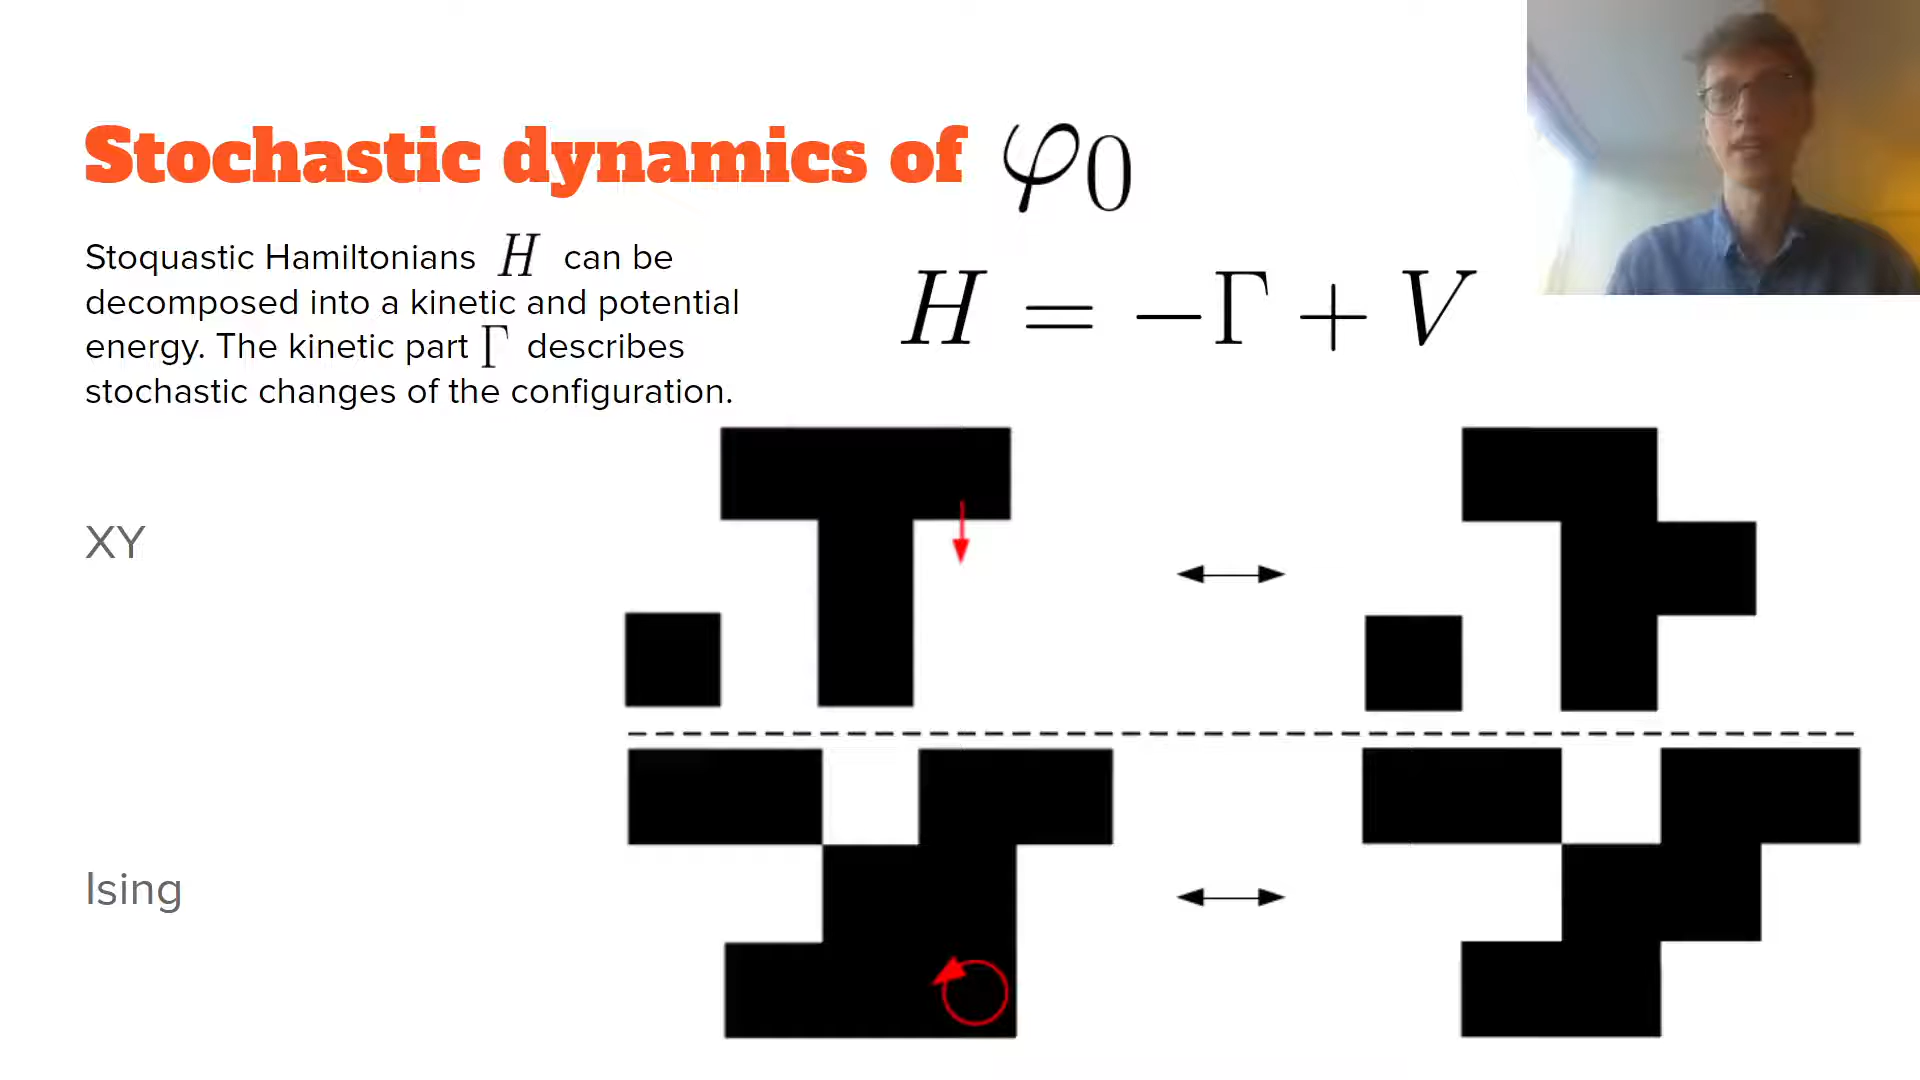 Stochastic dynamics of φ₀
Stoquastic Hamiltonians H can be
decomposed into a kinetic and potential
energy. The kinetic part Γ describes
stochastic changes of the configuration.
H = −Γ + V
XY
Ising